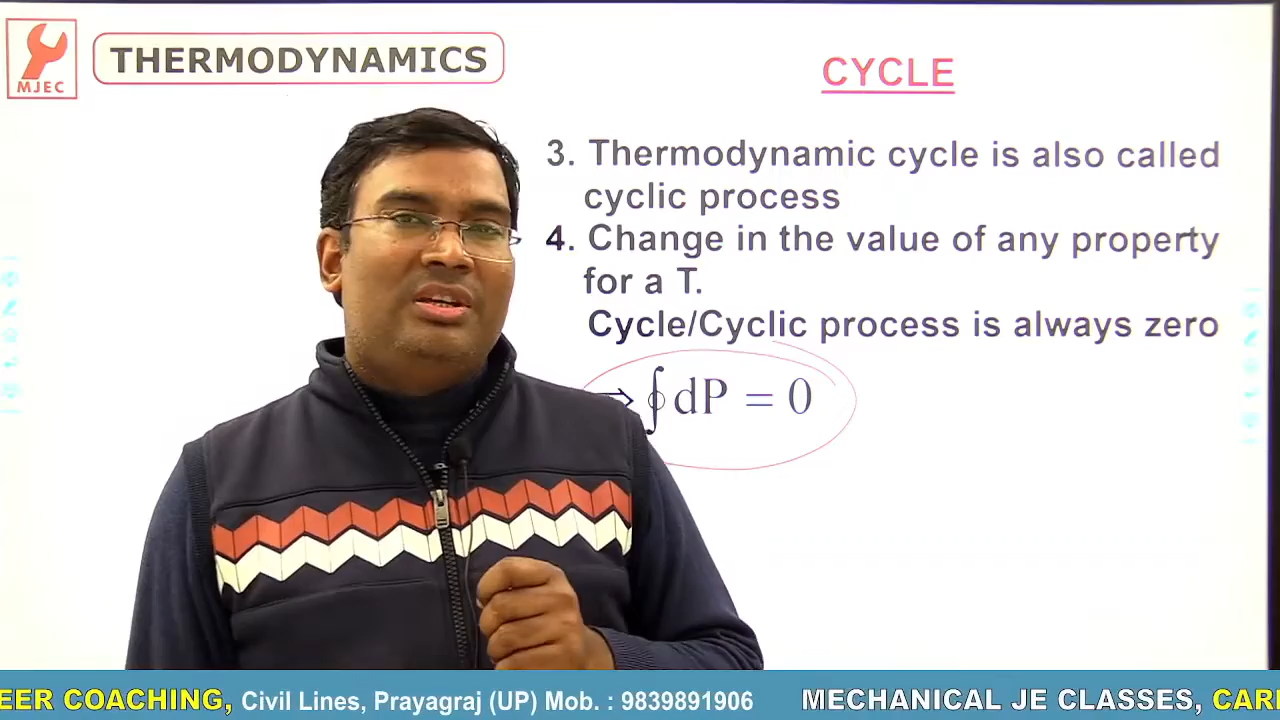 MJEC
THERMODYNAMICS
CYCLE
3. Thermodynamic cycle is also called
cyclic process
4. Change in the value of any property
for a T.
Cycle/Cyclic process is always zero
⇒ ∮ dP = 0
EER COACHING, Civil Lines, Prayagraj (UP) Mob. : 9839891906 MECHANICAL JE CLASSES, CAR